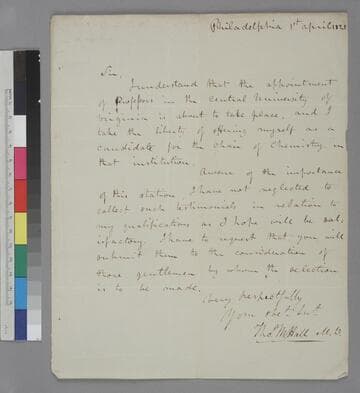 Philadelphia 1st April
Sir,
I understand that the appointment
of Professors in the Central University of
Virginia is about to take place, and I
take the liberty of offering myself as a
candidate for the Chair of Chemistry in
that institution.
Aware of the importance
of this station I have not neglected to
collect such testimonials in relation to
my qualifications as I hope will be sat-
isfactory. I have to request that you will
submit them to the consideration of
those gentlemen by whom the selection
is to be made.
Very respectfully
Your obt. Svt.
Tho.s M Hall M.D.